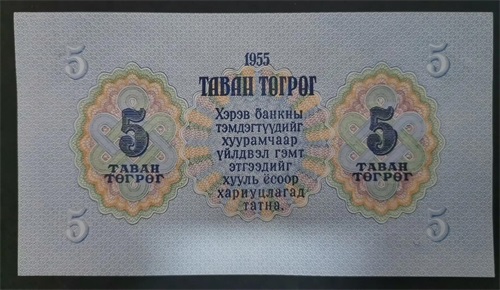 5
5
1955
ТАВАН ТӨГРӨГ
Хэрэв банкны
тэмдэгтүүдийг
хуурамчаар
үйлдвэл гэмт
этгээдийг
хууль ёсоор
хариуцлагад
татнә.
5
ТАВАН
ТӨГРӨГ
5
ТАВАН
ТӨГРӨГ
5
5